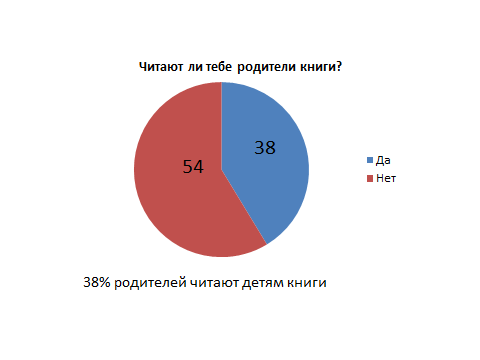 Читают ли тебе родители книги?
38
54
Да
Нет
38% родителей читают детям книги